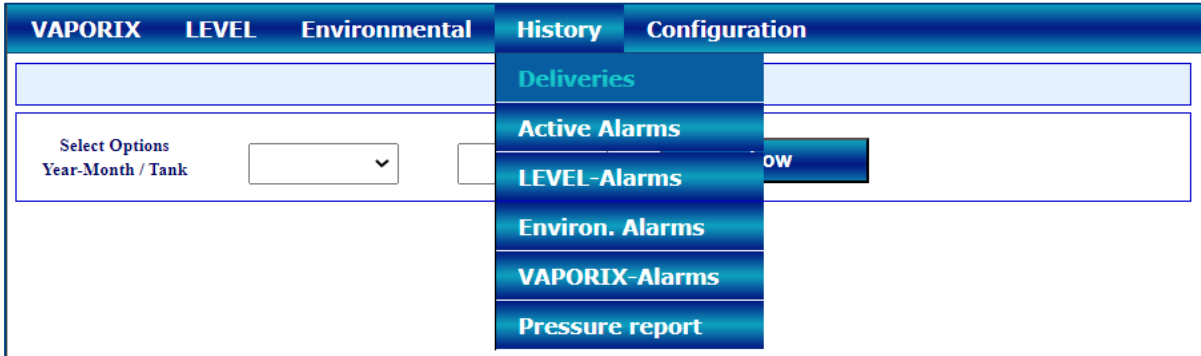 VAPORIX LEVEL Environmental History Configuration
Deliveries
Active Alarms
LEVEL-Alarms
Environ. Alarms
VAPORIX-Alarms
Pressure report
Select Options
Year-Month / Tank